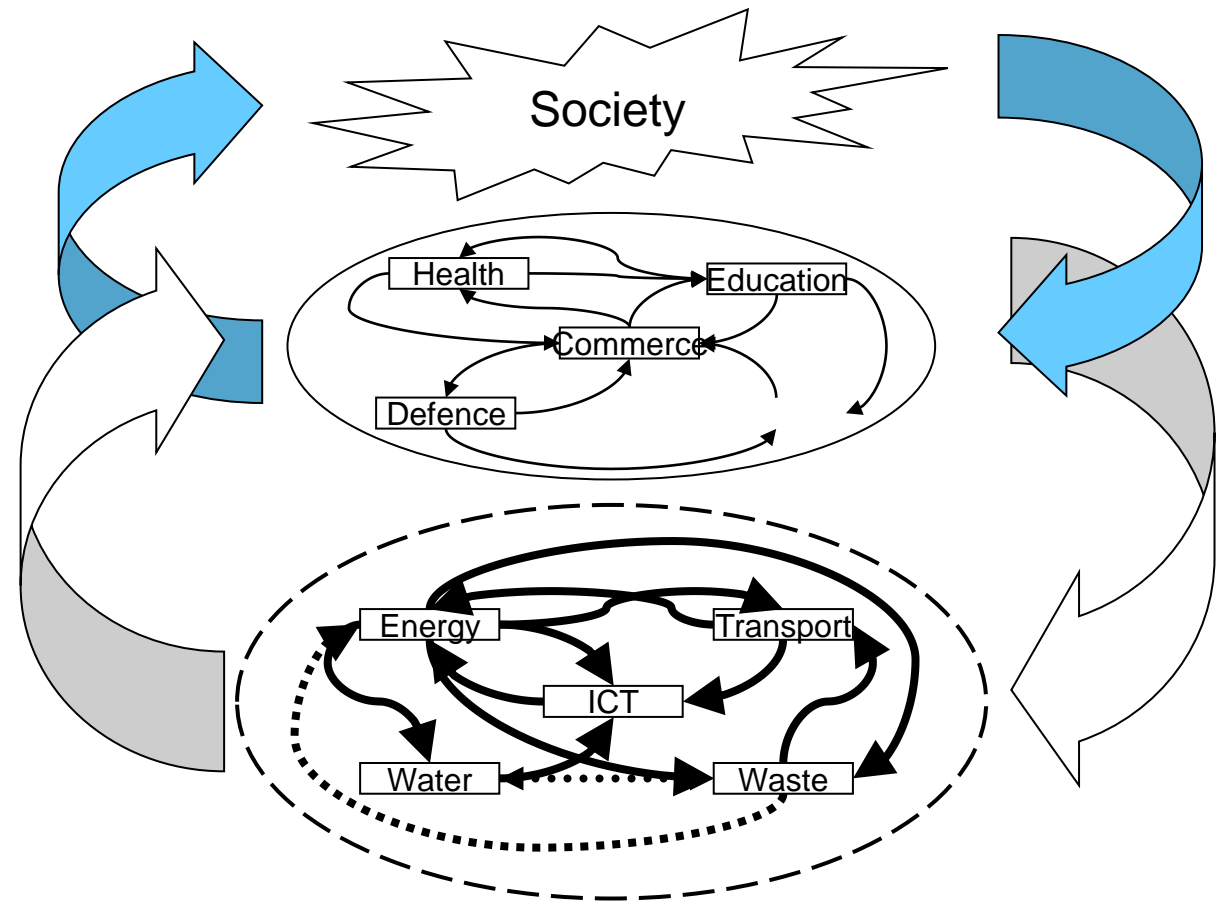 Society
Health
Education
Commerce
Defence
Energy
Transport
ICT
Water
Waste